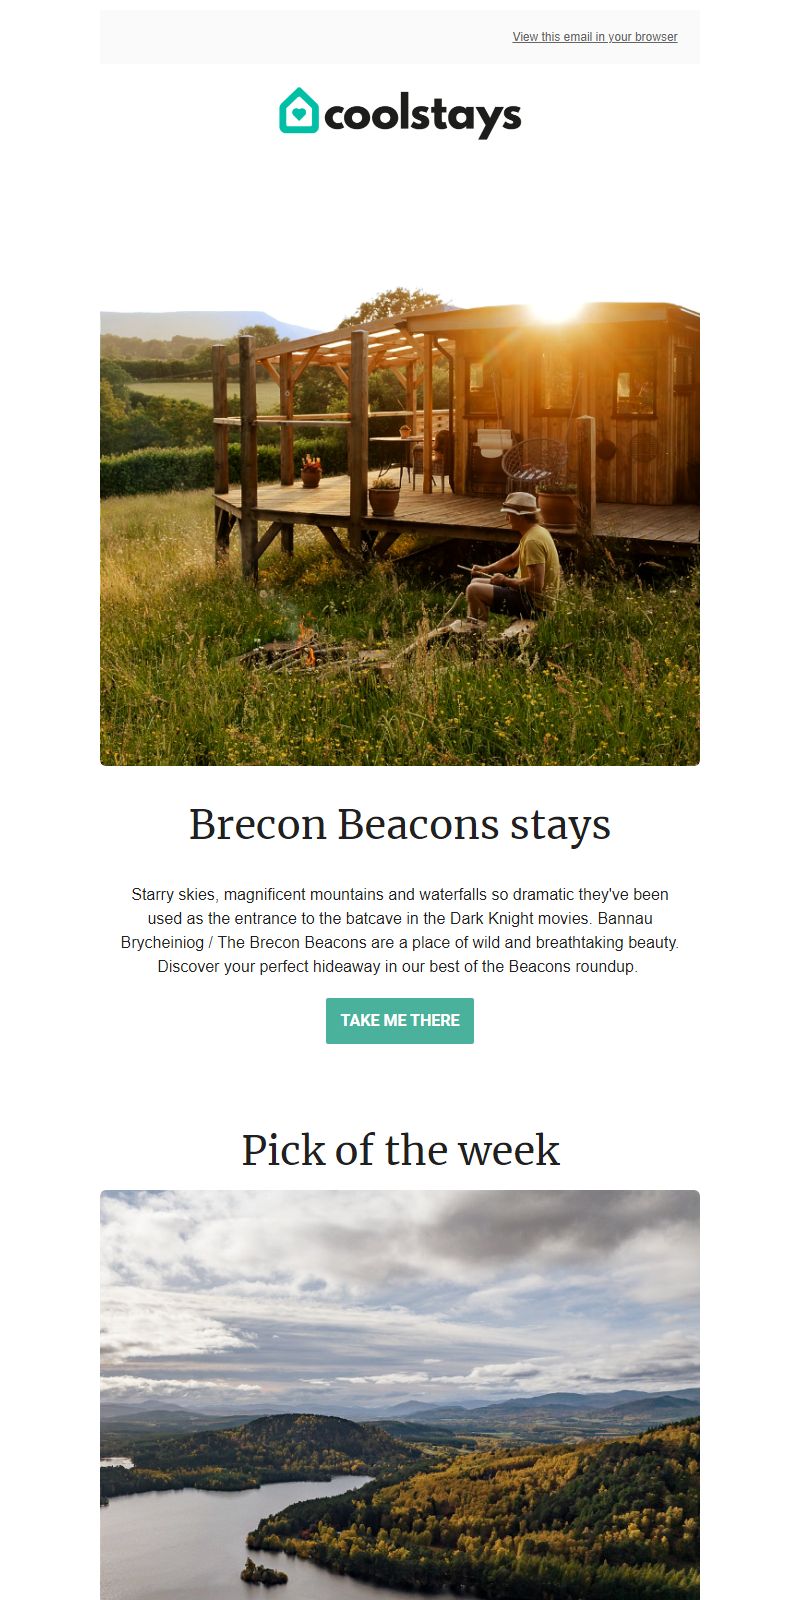 View this email in your browser
coolstays
Brecon Beacons stays
Starry skies, magnificent mountains and waterfalls so dramatic they've been
used as the entrance to the batcave in the Dark Knight movies. Bannau
Brycheiniog / The Brecon Beacons are a place of wild and breathtaking beauty.
Discover your perfect hideaway in our best of the Beacons roundup.
TAKE ME THERE
Pick of the week